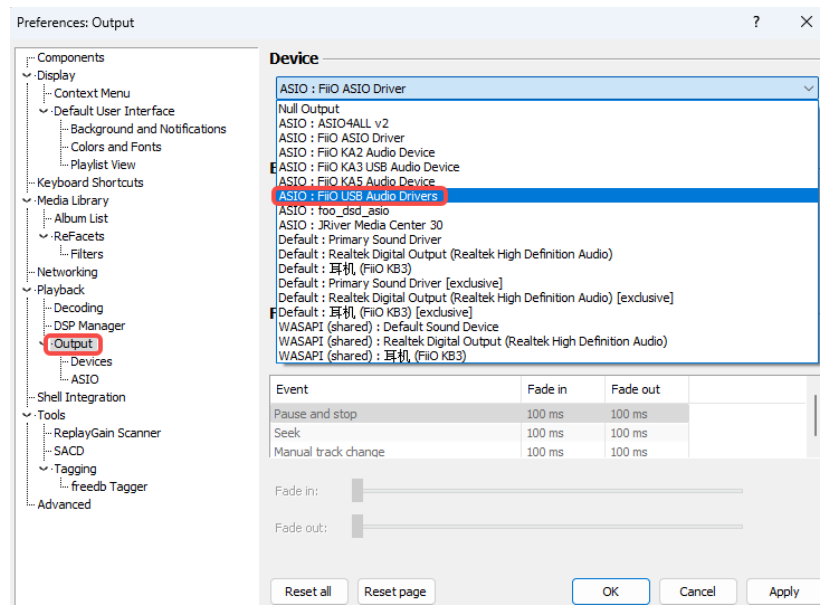 Preferences: Output
?
Components
Display
Context Menu
Default User Interface
Background and Notifications
Colors and Fonts
Playlist View
Keyboard Shortcuts
Media Library
Album List
ReFacets
Filters
Networking
Playback
Decoding
DSP Manager
Output
Devices
ASIO
Shell Integration
Tools
ReplayGain Scanner
SACD
Tagging
freedb Tagger
Advanced
Device
ASIO : FiiO ASIO Driver
Null Output
ASIO : ASIO4ALL v2
ASIO : FiiO ASIO Driver
ASIO : FiiO KA2 Audio Device
ASIO : FiiO KA3 USB Audio Device
ASIO : FiiO KA5 Audio Device
ASIO : FiiO USB Audio Drivers
ASIO : foo_dsd_asio
ASIO : JRiver Media Center 30
Default : Primary Sound Driver
Default : Realtek Digital Output (Realtek High Definition Audio)
Default : 耳机 (FiiO KB3)
Default : Primary Sound Driver [exclusive]
Default : Realtek Digital Output (Realtek High Definition Audio) [exclusive]
Default : 耳机 (FiiO KB3) [exclusive]
WASAPI (shared) : Default Sound Device
WASAPI (shared) : Realtek Digital Output (Realtek High Definition Audio)
WASAPI (shared) : 耳机 (FiiO KB3)
Event Fade in Fade out
Pause and stop 100 ms 100 ms
Seek 100 ms 100 ms
Manual track change 100 ms 100 ms
Fade in:
Fade out:
Reset all Reset page OK Cancel Apply